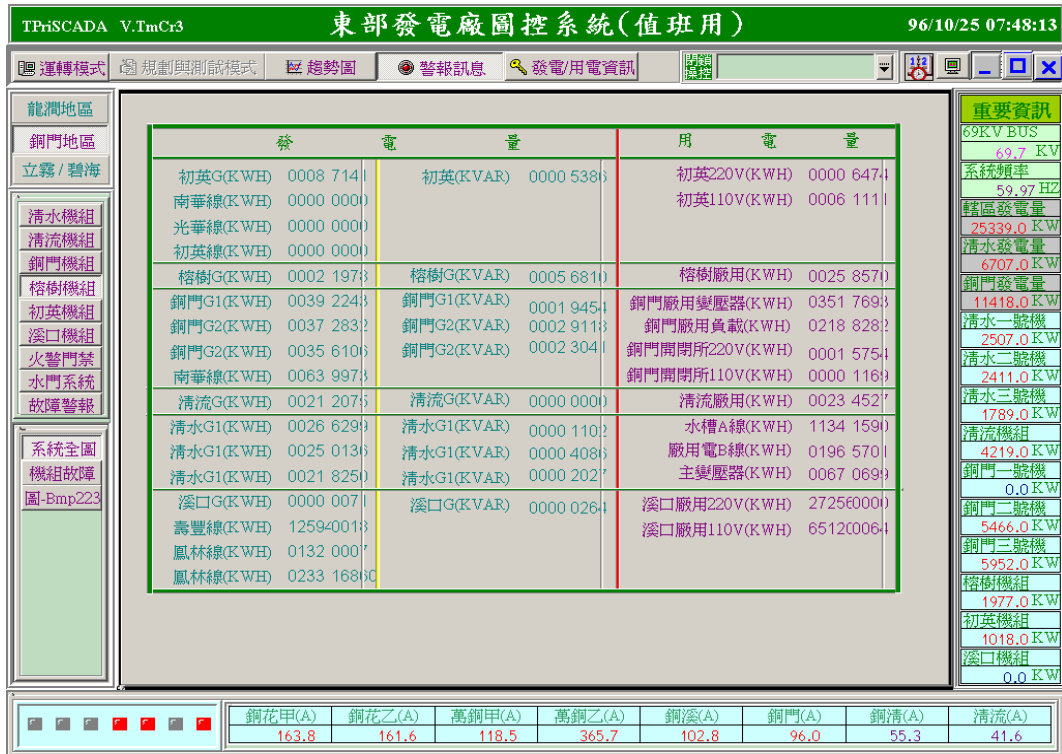 TPriSCADA V.TmCr3 東部發電廠圖控系統(值班用) 96/10/25 07:48:13
運轉模式 規劃與測試模式 趨勢圖 警報訊息 發電/用電資訊 閉鎖操控
龍澗地區
銅門地區
立霧/碧海
清水機組
清流機組
銅門機組
榕樹機組
初英機組
溪口機組
火警門禁
水門系統
故障警報
系統全圖
機組故障
圖-Bmp223
發 電 量 用 電 量
初英G(KWH) 0008 7141 初英(KVAR) 0000 5386 初英220V(KWH) 0000 6474
南華線(KWH) 0000 0000 初英110V(KWH) 0006 1111
光華線(KWH) 0000 0000
初英線(KWH) 0000 0000
榕樹G(KWH) 0002 1978 榕樹G(KVAR) 0005 6810 榕樹廠用(KWH) 0025 8570
銅門G1(KWH) 0039 2243 銅門G1(KVAR) 0001 9454 銅門廠用變壓器(KWH) 0351 7693
銅門G2(KWH) 0037 2832 銅門G2(KVAR) 0002 9118 銅門廠用負載(KWH) 0218 8282
銅門G2(KWH) 0035 6106 銅門G2(KVAR) 0002 3041 銅門開閉所220V(KWH) 0001 5754
南華線(KWH) 0063 9973 銅門開閉所110V(KWH) 0000 1169
清流G(KWH) 0021 2075 清流G(KVAR) 0000 0000 清流廠用(KWH) 0023 4527
清水G1(KWH) 0026 6299 清水G1(KVAR) 0000 1102 水槽A線(KWH) 1134 1590
清水G1(KWH) 0025 0136 清水G1(KVAR) 0000 4086 廠用電B線(KWH) 0196 5701
清水G1(KWH) 0021 8250 清水G1(KVAR) 0000 2027 主變壓器(KWH) 0067 0699
溪口G(KWH) 0000 0071 溪口G(KVAR) 0000 0264 溪口廠用220V(KWH) 272560000
壽豐線(KWH) 125940018 溪口廠用110V(KWH) 651200064
鳳林線(KWH) 0132 0007
鳳林線(KWH) 0233 16860
重要資訊
69KV BUS
69.7 KV
系統頻率
59.97 HZ
轄區發電量
25339.0 KW
清水發電量
6707.0 KW
銅門發電量
11418.0 KW
清水一號機
2507.0 KW
清水二號機
2411.0 KW
清水三號機
1789.0 KW
清流機組
4219.0 KW
銅門一號機
0.0 KW
銅門二號機
5466.0 KW
銅門三號機
5952.0 KW
榕樹機組
1977.0 KW
初英機組
1018.0 KW
溪口機組
0.0 KW
銅花甲(A) 銅花乙(A) 萬銅甲(A) 萬銅乙(A) 銅溪(A) 銅門(A) 銅清(A) 清流(A)
163.8 161.6 118.5 365.7 102.8 96.0 55.3 41.6